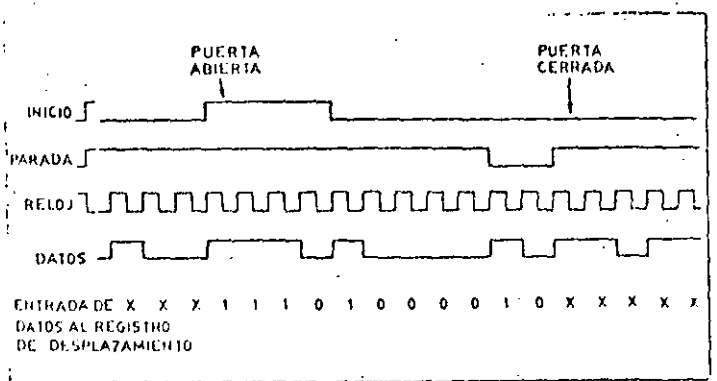 PUERTA
ABIERTA
PUERTA
CERRADA
INICIO
PARADA
RELOJ
DATOS
ENTRADA DE X X X 1 1 1 0 1 0 0 0 0 1 0 X X X X X
DATOS AL REGISTRO
DE DESPLAZAMIENTO